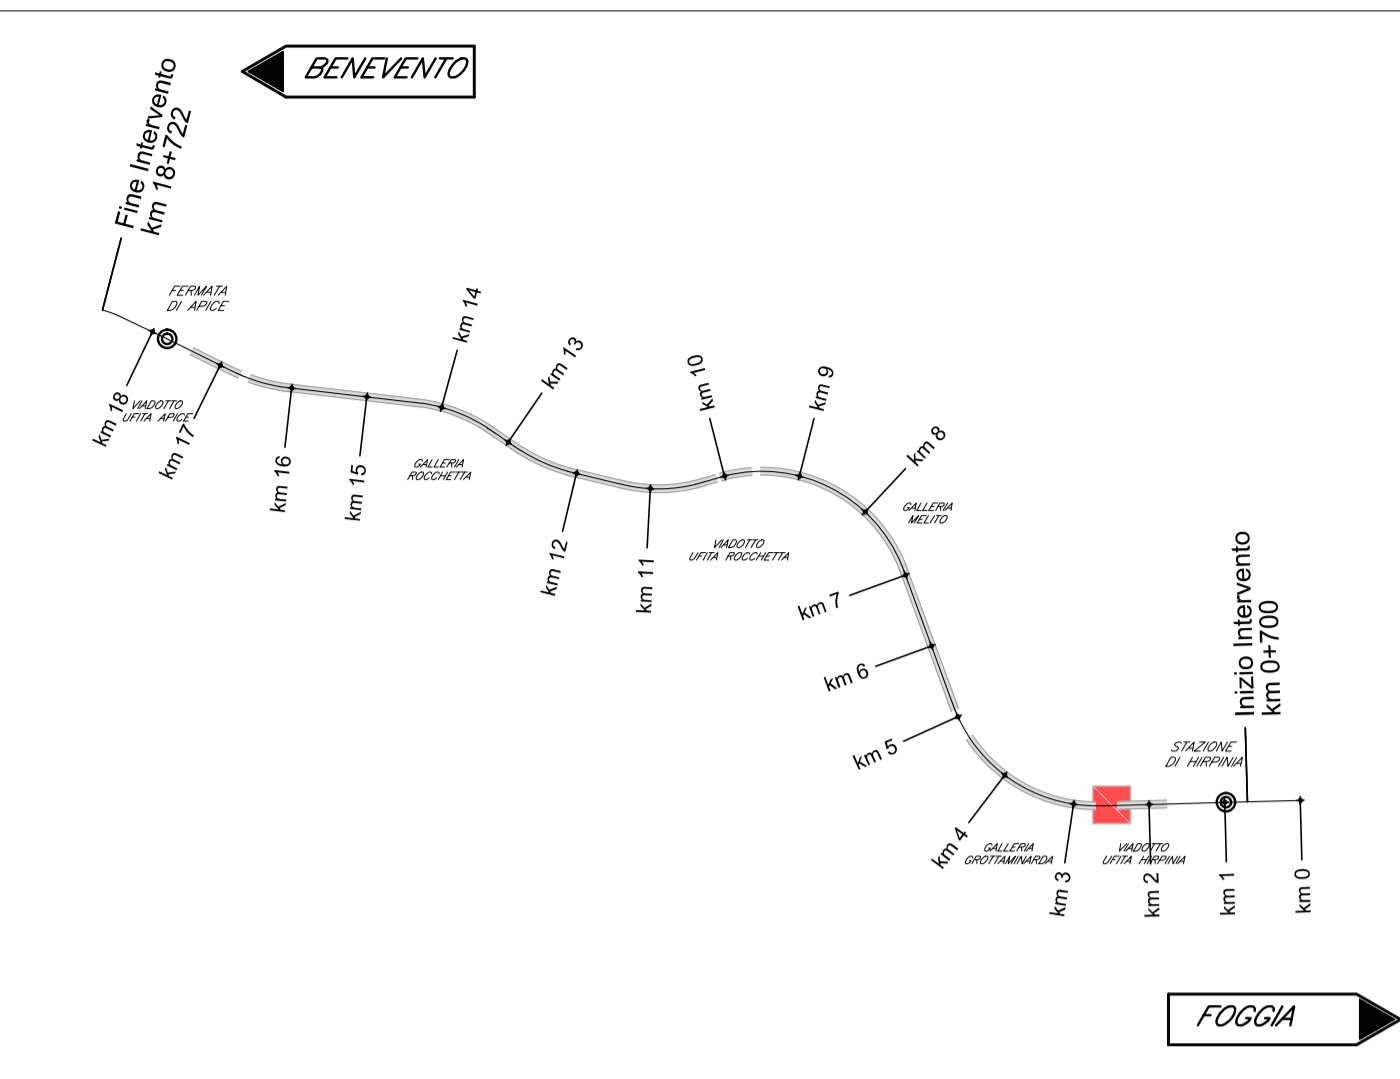 BENEVENTO
Fine Intervento
km 18+722
FERMATA
DI APICE
km 18
VIADOTTO
UFITA APICE
km 17
km 16
km 15
km 14
GALLERIA
ROCCHETTA
km 13
km 12
km 11
km 10
VIADOTTO
UFITA ROCCHETTA
km 9
km 8
GALLERIA
MELITO
km 7
km 6
km 5
km 4
GALLERIA
GROTTAMINARDA
km 3
VIADOTTO
UFITA HIRPINIA
km 2
STAZIONE
DI HIRPINIA
Inizio Intervento
km 0+700
km 1
km 0
FOGGIA